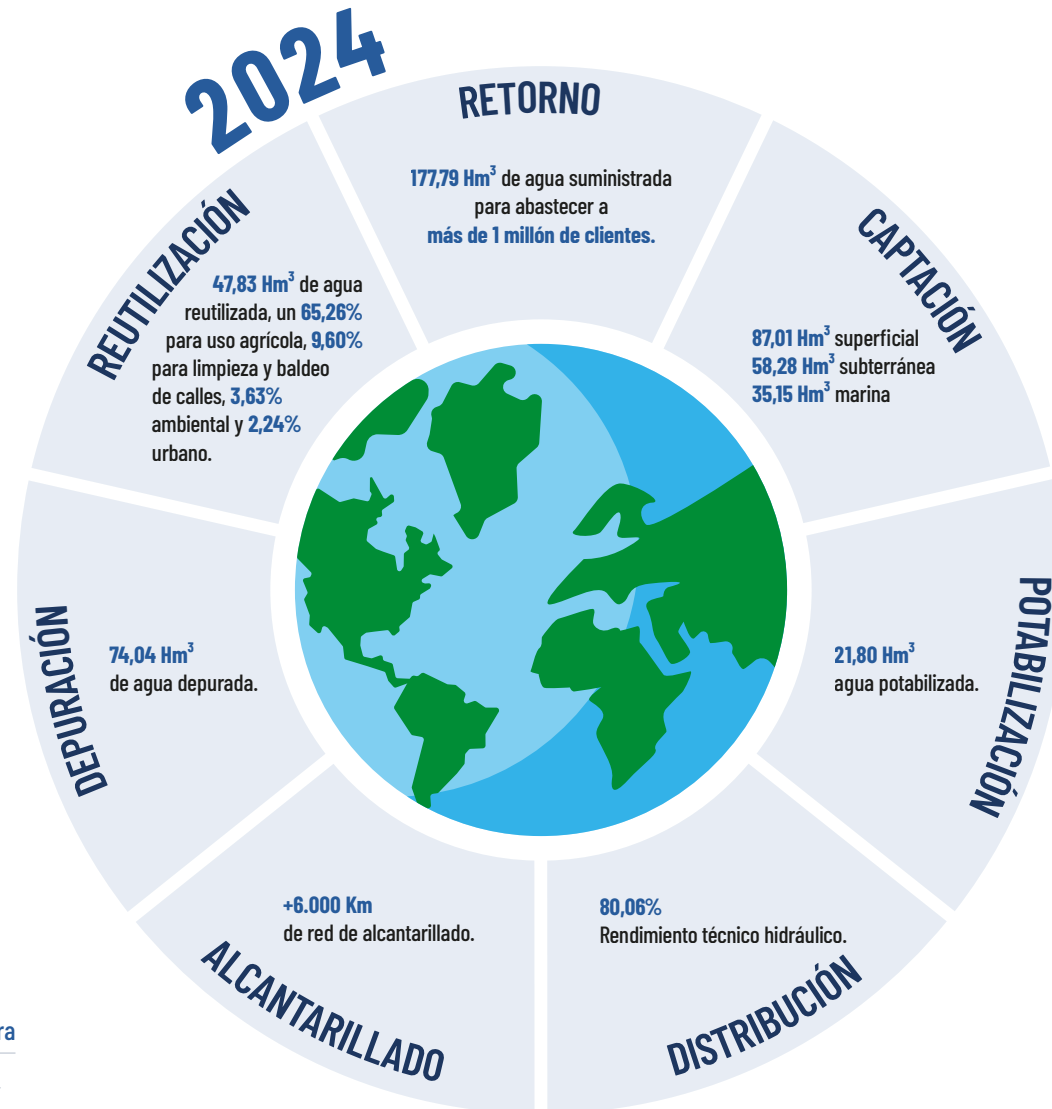 2024
RETORNO
177,79 Hm³ de agua suministrada
para abastecer a
más de 1 millón de clientes.
CAPTACIÓN
87,01 Hm³ superficial
58,28 Hm³ subterránea
35,15 Hm³ marina
POTABILIZACIÓN
21,80 Hm³
agua potabilizada.
DISTRIBUCIÓN
80,06%
Rendimiento técnico hidráulico.
ALCANTARILLADO
+6.000 Km
de red de alcantarillado.
DEPURACIÓN
74,04 Hm³
de agua depurada.
REUTILIZACIÓN
47,83 Hm³ de agua
reutilizada, un 65,26%
para uso agrícola, 9,60%
para limpieza y baldeo
de calles, 3,63%
ambiental y 2,24%
urbano.